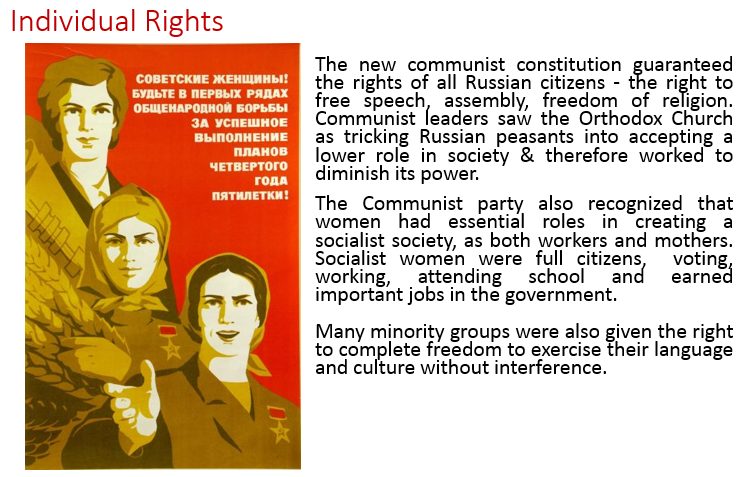 Individual Rights
СОВЕТСКИЕ ЖЕНЩИНЫ!
БУДЬТЕ В ПЕРВЫХ РЯДАХ
ОБЩЕНАРОДНОЙ БОРЬБЫ
ЗА УСПЕШНОЕ
ВЫПОЛНЕНИЕ
ПЛАНОВ
ЧЕТВЕРТОГО
ГОДА
ПЯТИЛЕТКИ!
The new communist constitution guaranteed
the rights of all Russian citizens - the right to
free speech, assembly, freedom of religion.
Communist leaders saw the Orthodox Church
as tricking Russian peasants into accepting a
lower role in society & therefore worked to
diminish its power.
The Communist party also recognized that
women had essential roles in creating a
socialist society, as both workers and mothers.
Socialist women were full citizens, voting,
working, attending school and earned
important jobs in the government.
Many minority groups were also given the right
to complete freedom to exercise their language
and culture without interference.